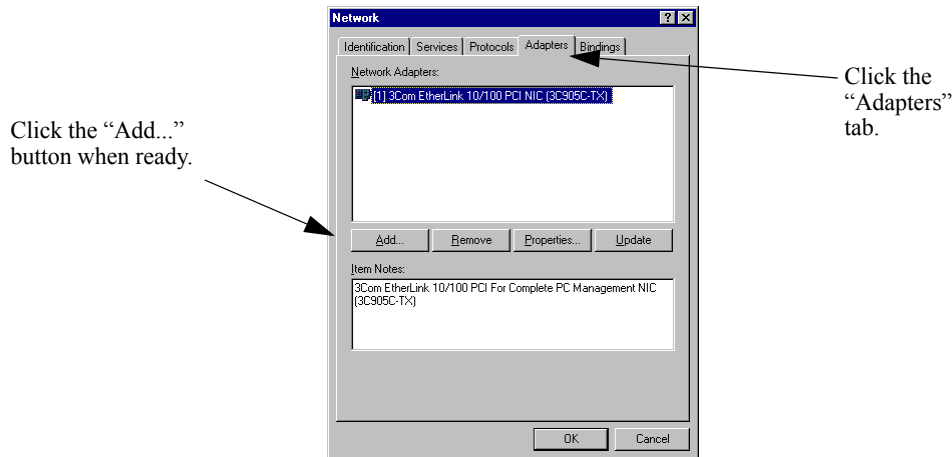 Network
Identification Services Protocols Adapters Bindings
Network Adapters:
[1] 3Com EtherLink 10/100 PCI NIC (3C905C-TX)
Click the
“Adapters”
tab.
Click the “Add...”
button when ready.
Add... Remove Properties... Update
Item Notes:
3Com EtherLink 10/100 PCI For Complete PC Management NIC
(3C905C-TX)
OK Cancel